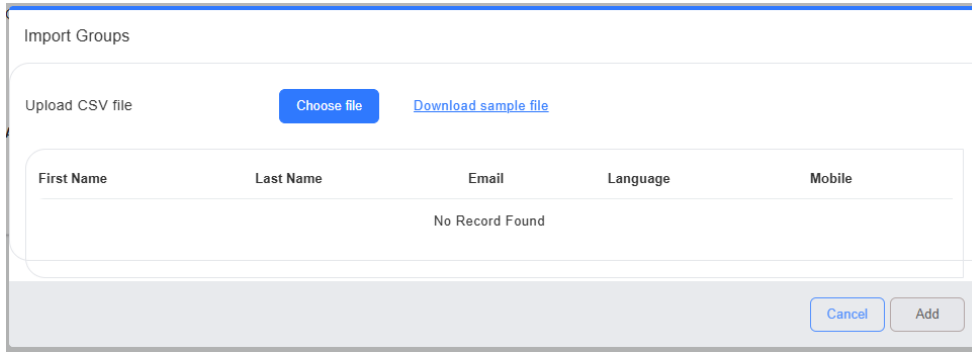 Import Groups
Upload CSV file Choose file Download sample file
First Name Last Name Email Language Mobile
No Record Found
Cancel Add